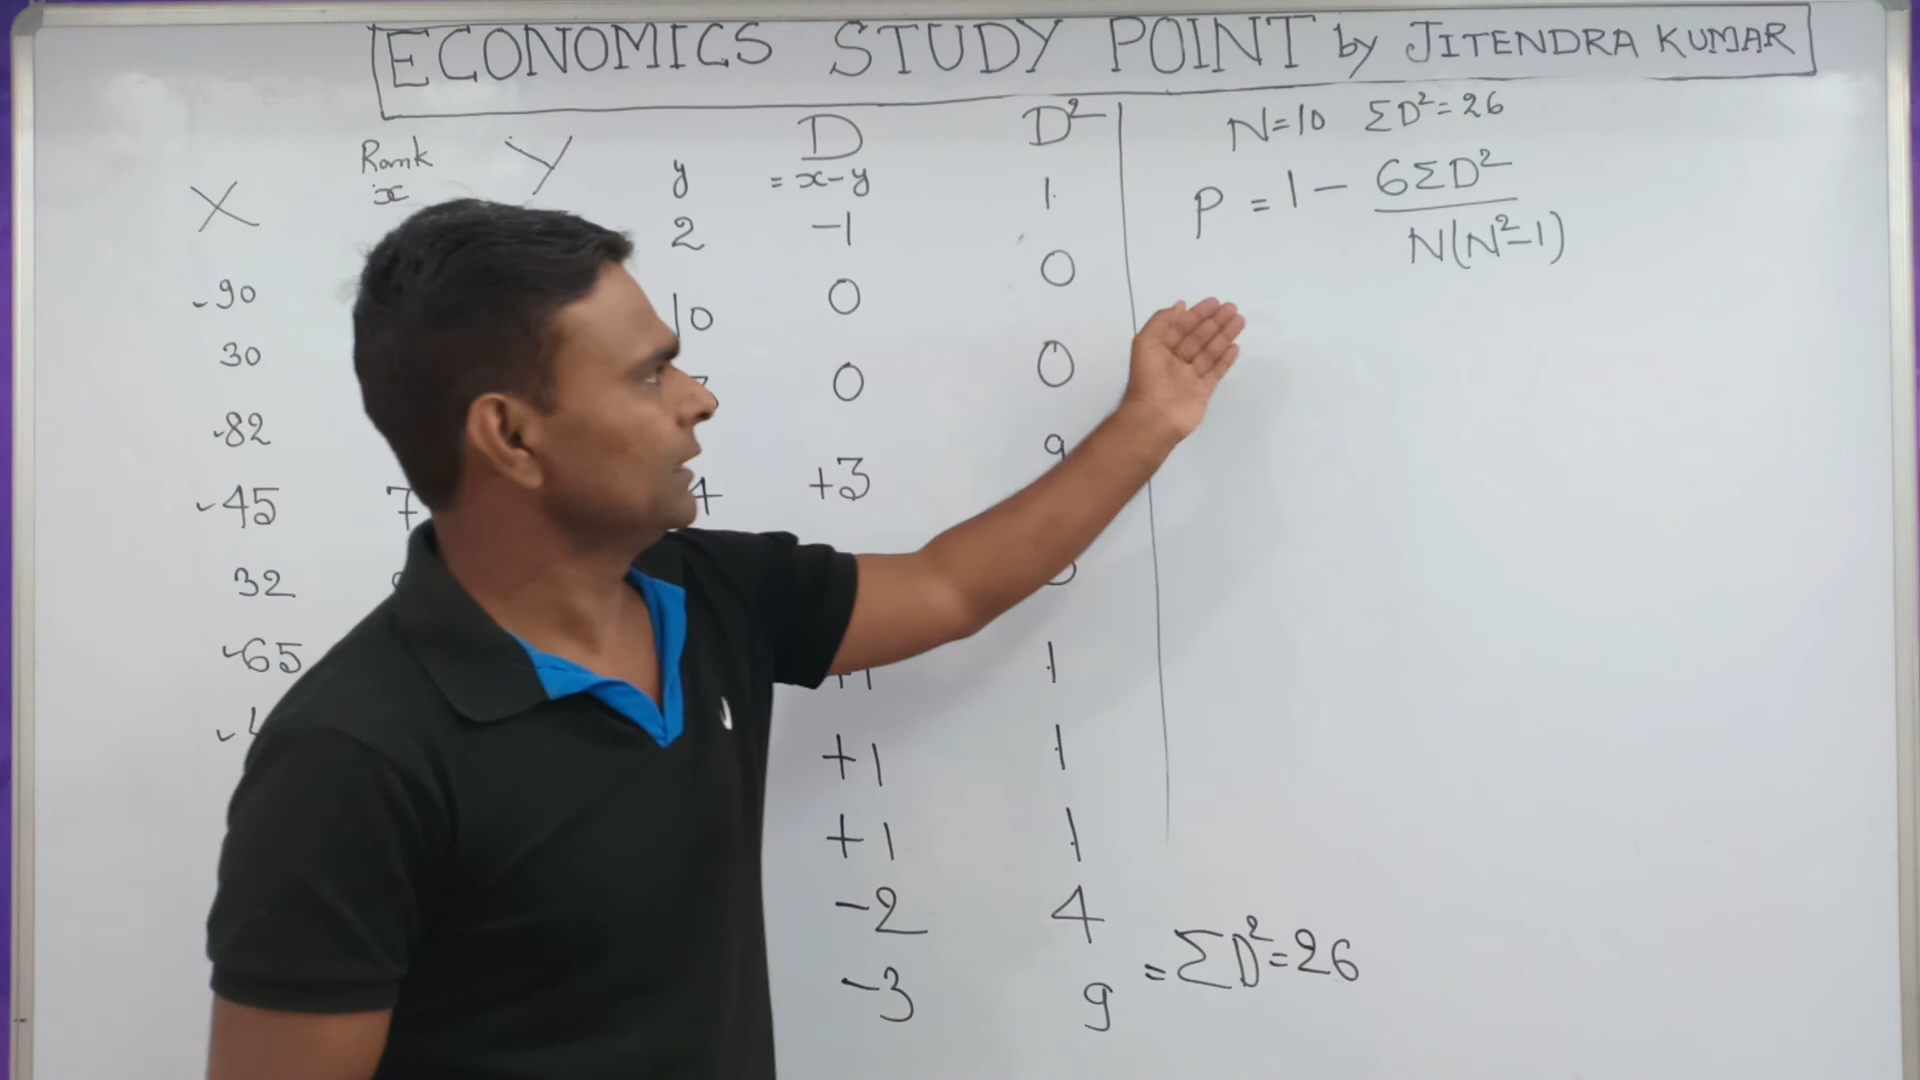 ECONOMICS STUDY POINT by JITENDRA KUMAR
X Rank x Y y D = x-y D²
2 -1 1
-90 10 0 0
30 0 0
-82 +3 9
-45 7 4
32
-65 +1 1
+1 1
+1 1
-2 4
-3 9 = ΣD²=26
N=10 ΣD²=26
P = 1 - 6ΣD² / N(N²-1)